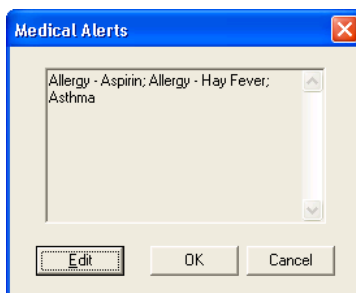 Medical Alerts
Allergy - Aspirin; Allergy - Hay Fever;
Asthma
Edit OK Cancel